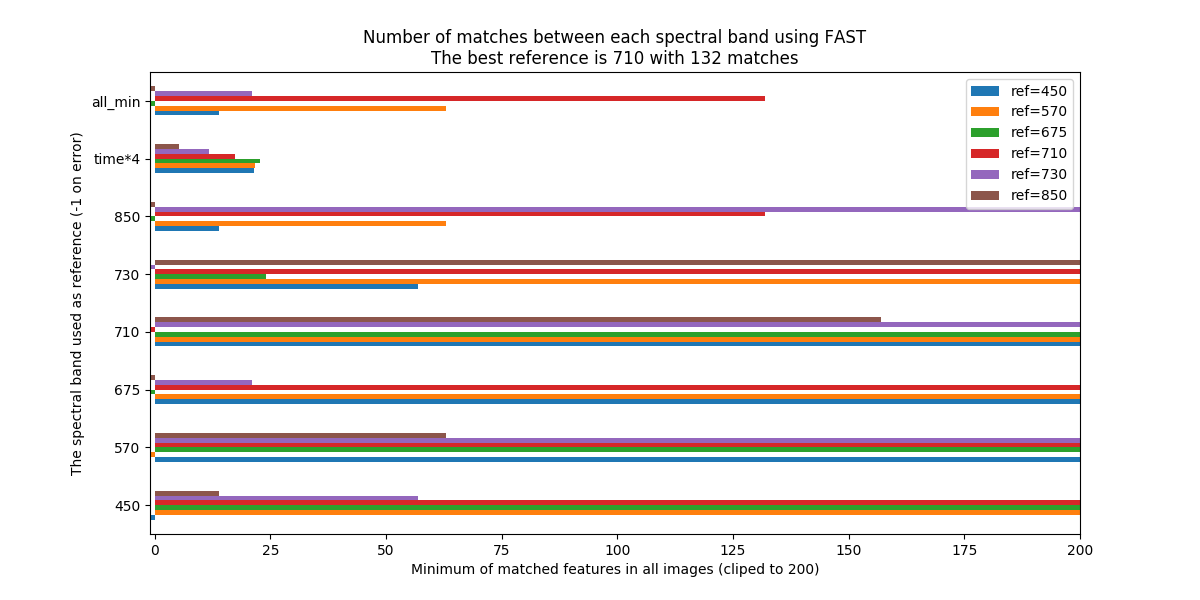 Number of matches between each spectral band using FAST
The best reference is 710 with 132 matches
The spectral band used as reference (-1 on error)
all_min
time*4
850
730
710
675
570
450
ref=450
ref=570
ref=675
ref=710
ref=730
ref=850
0 25 50 75 100 125 150 175 200
Minimum of matched features in all images (cliped to 200)